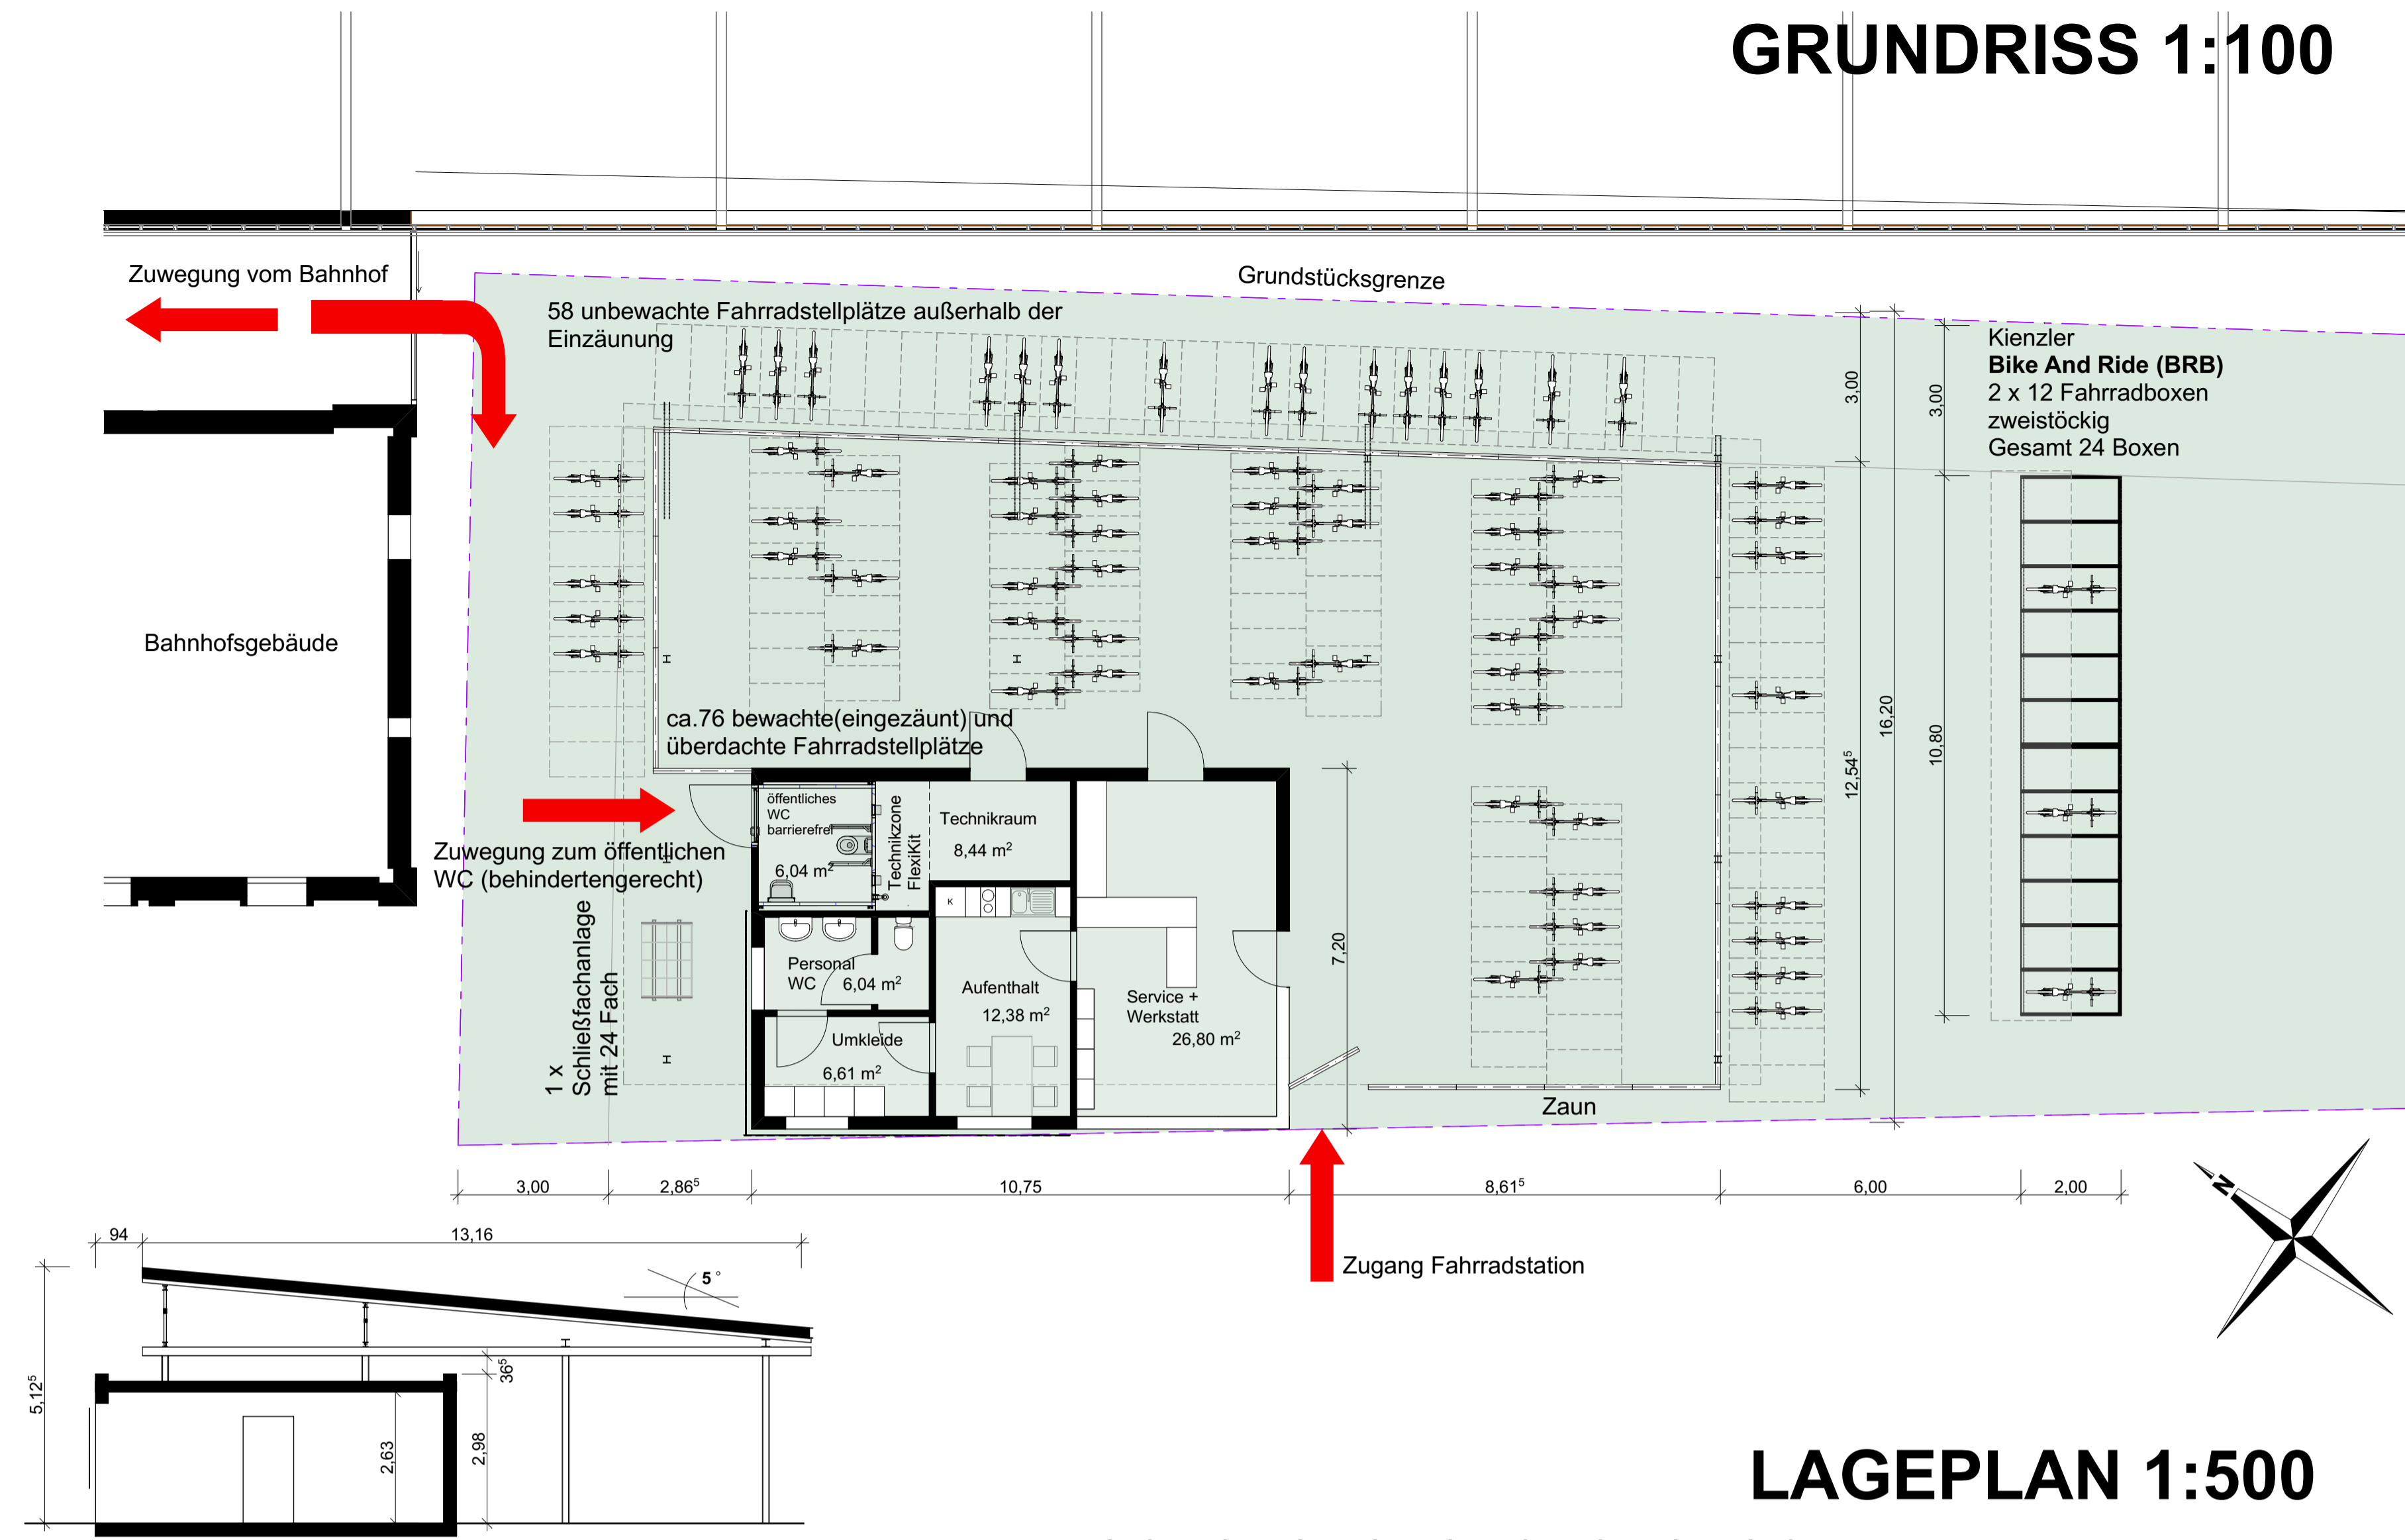 GRUNDRISS 1:100
Zuwegung vom Bahnhof
Grundstücksgrenze
58 unbewachte Fahrradstellplätze außerhalb der
Einzäunung
Kienzler
Bike And Ride (BRB)
2 x 12 Fahrradboxen
zweistöckig
Gesamt 24 Boxen
3,00
3,00
Bahnhofsgebäude
ca.76 bewachte(eingezäunt) und
überdachte Fahrradstellplätze
16,20
10,80
12,54⁵
öffentliches
WC
barrierefrei
6,04 m²
Technikzone
FlexiKit
Technikraum
8,44 m²
Zuwegung zum öffentlichen
WC (behindertengerecht)
1 x
Schließfachanlage
mit 24 Fach
K
Personal
WC
6,04 m²
Aufenthalt
12,38 m²
Service +
Werkstatt
26,80 m²
7,20
Umkleide
6,61 m²
Zaun
3,00
2,86⁵
10,75
8,61⁵
6,00
2,00
N
Zugang Fahrradstation
94
13,16
5 °
5,12⁵
36⁵
2,63
2,98
LAGEPLAN 1:500